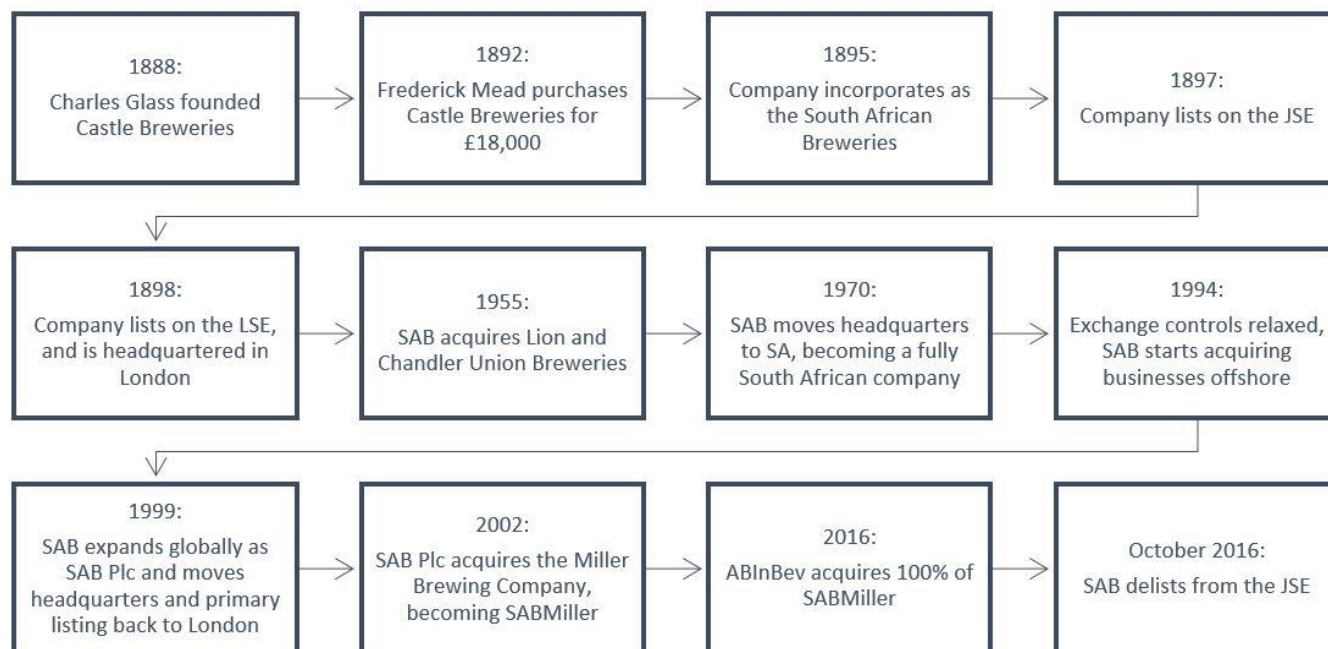 1888:
Charles Glass founded
Castle Breweries
1892:
Frederick Mead purchases
Castle Breweries for
£18,000
1895:
Company incorporates as
the South African
Breweries
1897:
Company lists on the JSE
1898:
Company lists on the LSE,
and is headquartered in
London
1955:
SAB acquires Lion and
Chandler Union Breweries
1970:
SAB moves headquarters
to SA, becoming a fully
South African company
1994:
Exchange controls relaxed,
SAB starts acquiring
businesses offshore
1999:
SAB expands globally as
SAB Plc and moves
headquarters and primary
listing back to London
2002:
SAB Plc acquires the Miller
Brewing Company,
becoming SABMiller
2016:
ABInBev acquires 100% of
SABMiller
October 2016:
SAB delists from the JSE